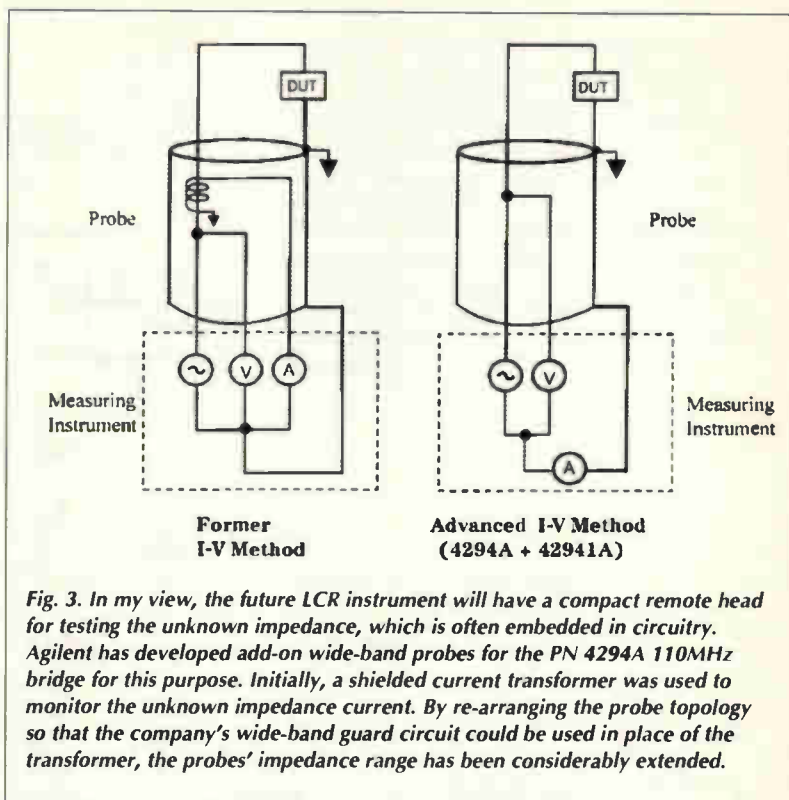 DUT
DUT
Probe
Probe
V
A
V
Measuring
Instrument
A
Measuring
Instrument
Former
I-V Method
Advanced I-V Method
(4294A + 42941A)
Fig. 3. In my view, the future LCR instrument will have a compact remote head
for testing the unknown impedance, which is often embedded in circuitry.
Agilent has developed add-on wide-band probes for the PN 4294A 110MHz
bridge for this purpose. Initially, a shielded current transformer was used to
monitor the unknown impedance current. By re-arranging the probe topology
so that the company's wide-band guard circuit could be used in place of the
transformer, the probes' impedance range has been considerably extended.